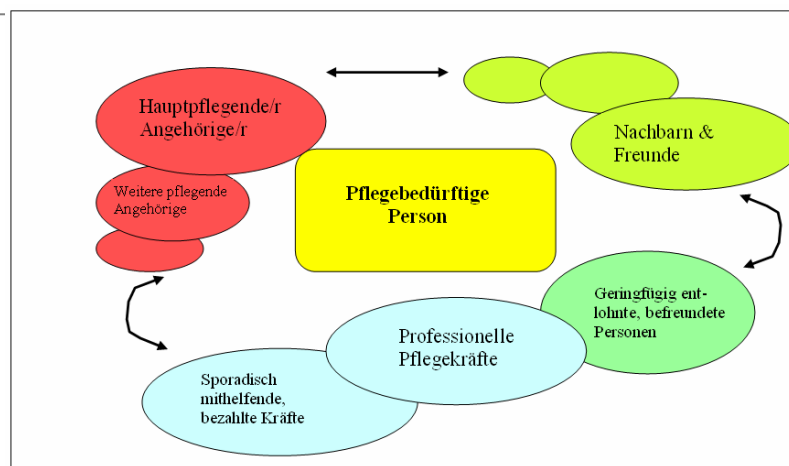 Hauptpflegende/r
Angehörige/r
Nachbarn &
Freunde
Weitere pflegende
Angehörige
Pflegebedürftige
Person
Geringfügig ent-
lohnte, befreundete
Personen
Professionelle
Pflegekräfte
Sporadisch
mithelfende,
bezahlte Kräfte